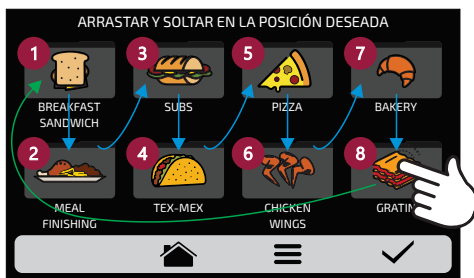 ARRASTAR Y SOLTAR EN LA POSICIÓN DESEADA
1
3
5
7
BREAKFAST
SANDWICH
SUBS
PIZZA
BAKERY
2
4
6
8
MEAL
FINISHING
TEX-MEX
CHICKEN
WINGS
GRATIN